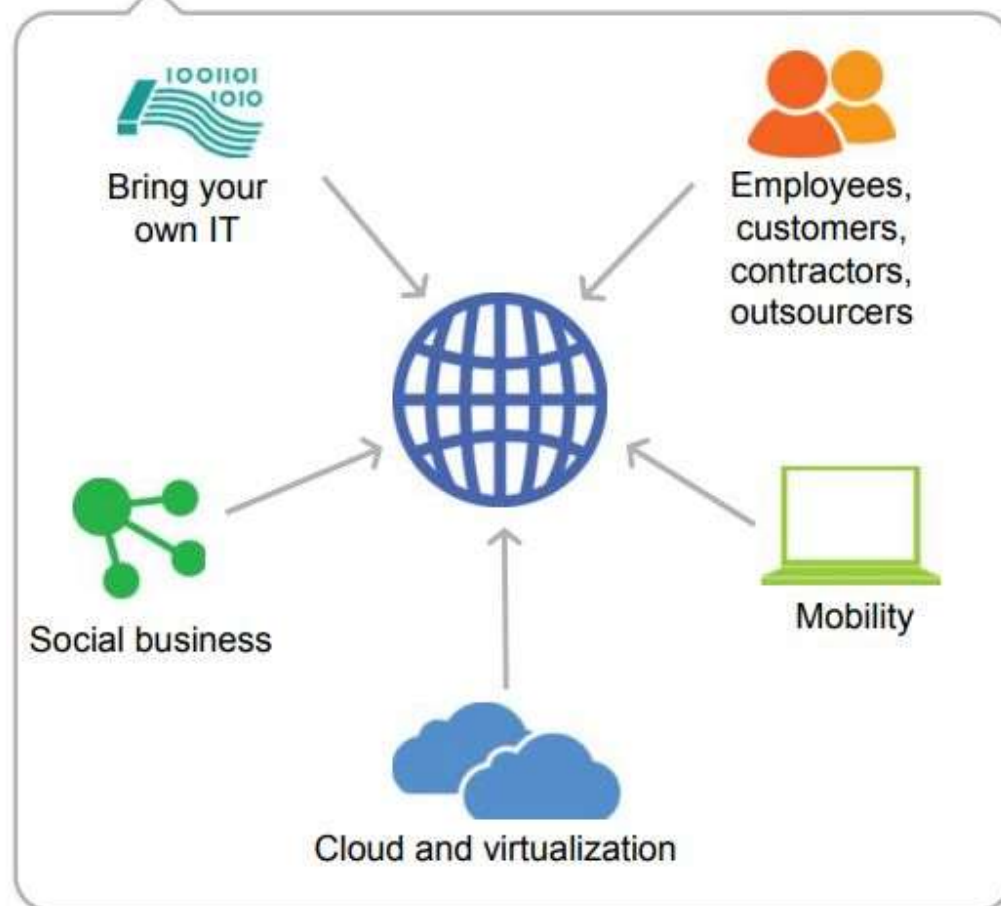 1001101
1010
Bring your
own IT
Employees,
customers,
contractors,
outsourcers
Social business
Mobility
Cloud and virtualization